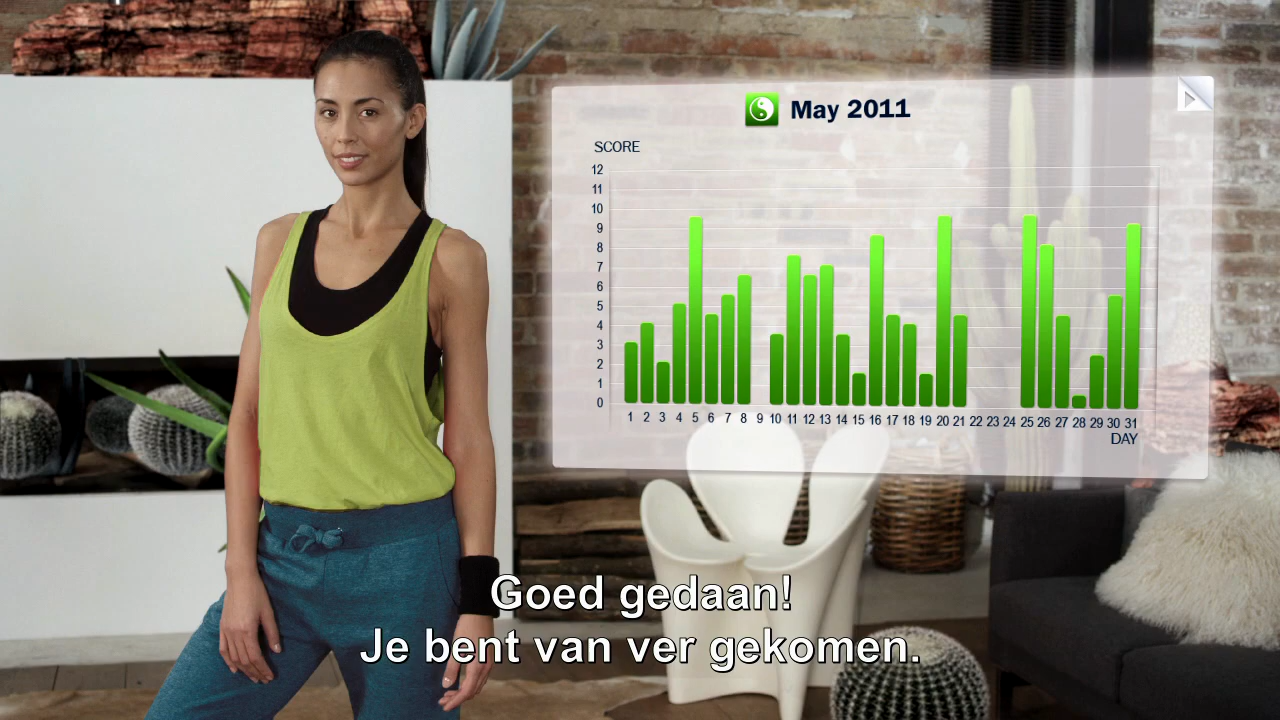 May 2011
SCORE
12
11
10
9
8
7
6
5
4
3
2
1
0
1 2 3 4 5 6 7 8 9 10 11 12 13 14 15 16 17 18 19 20 21 22 23 24 25 26 27 28 29 30 31
DAY
Goed gedaan!
Je bent van ver gekomen.